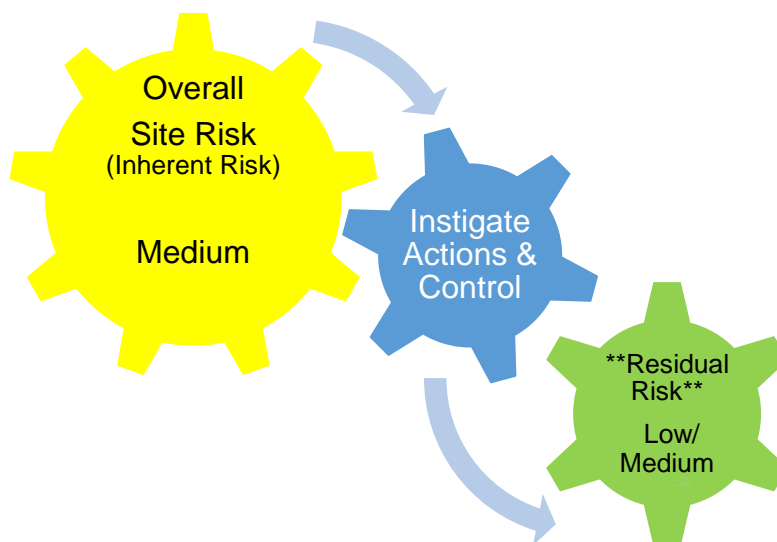 Overall
Site Risk
(Inherent Risk)
Medium
Instigate
Actions &
Control
**Residual
Risk**
Low/
Medium